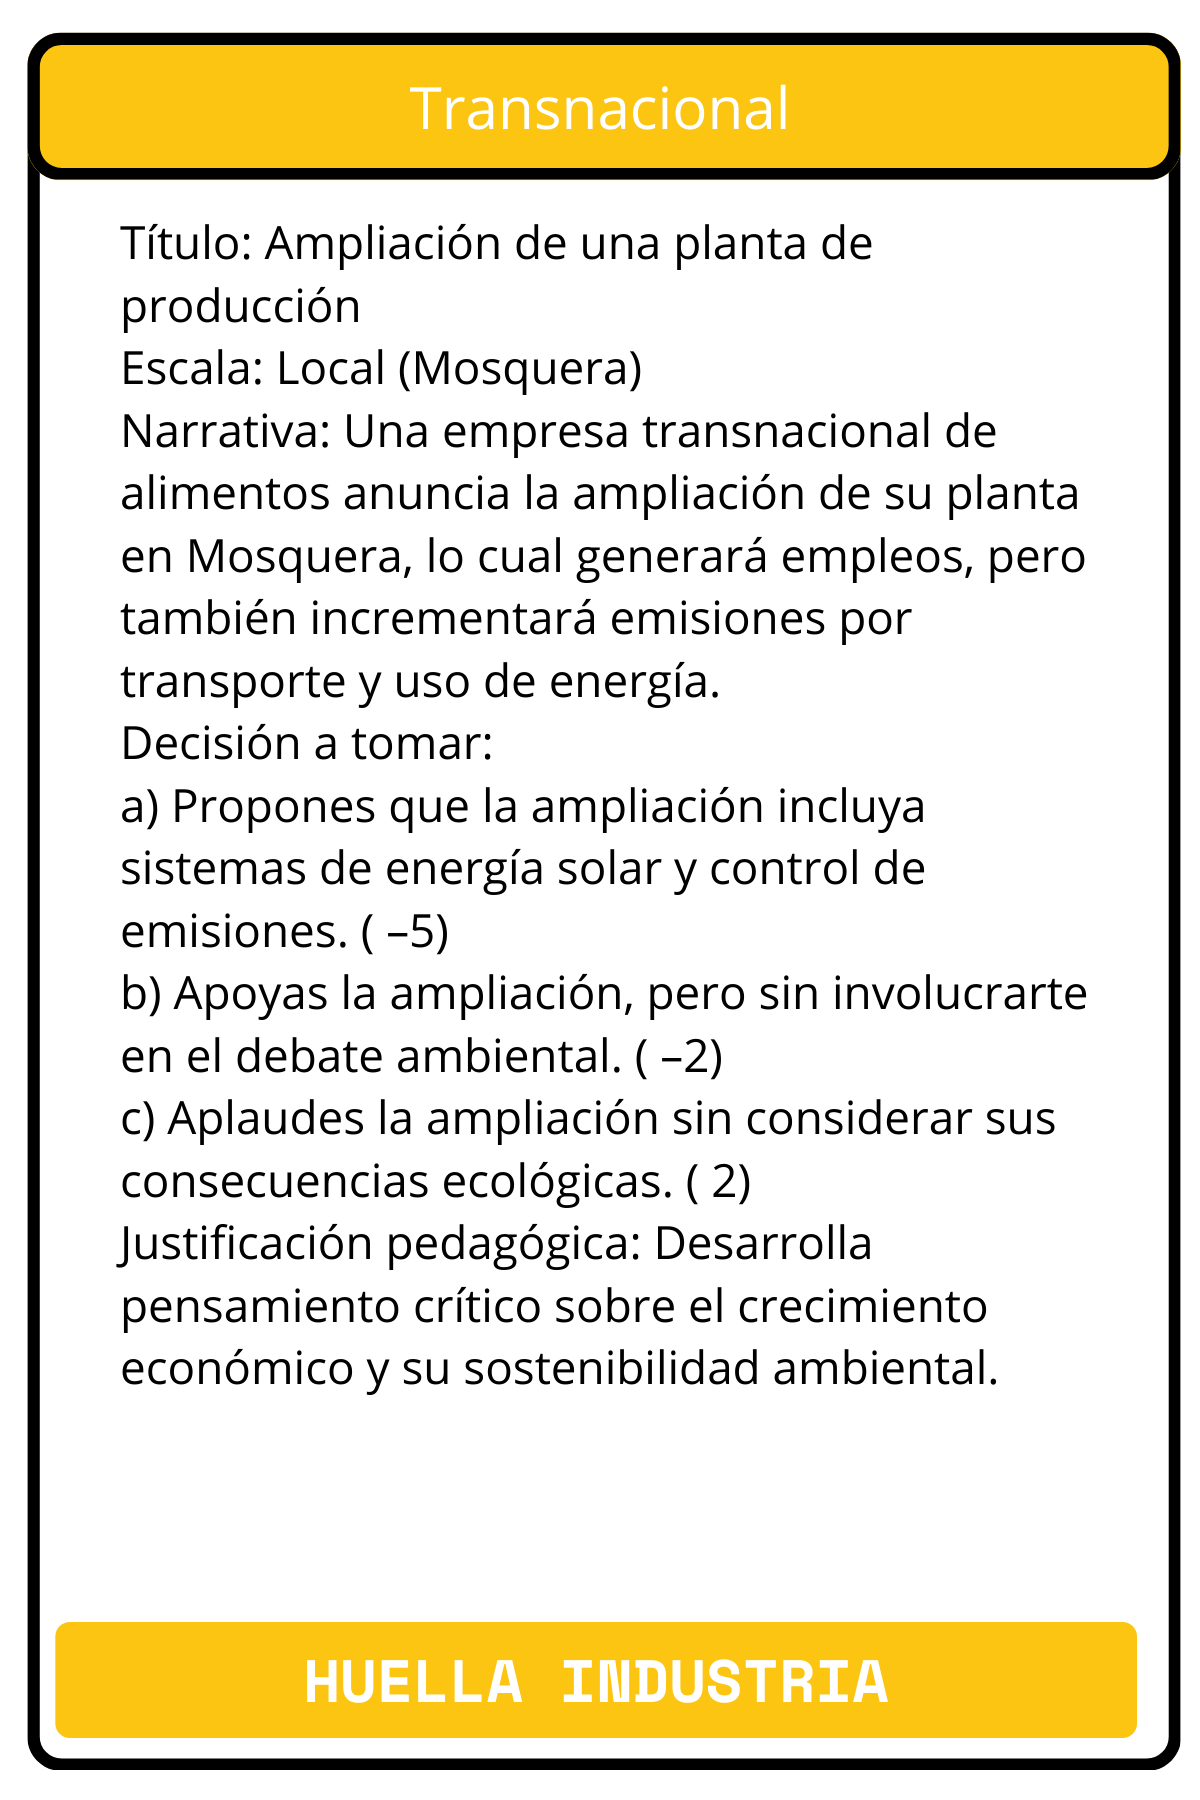 Transnacional
Título: Ampliación de una planta de
producción
Escala: Local (Mosquera)
Narrativa: Una empresa transnacional de
alimentos anuncia la ampliación de su planta
en Mosquera, lo cual generará empleos, pero
también incrementará emisiones por
transporte y uso de energía.
Decisión a tomar:
a) Propones que la ampliación incluya
sistemas de energía solar y control de
emisiones. ( –5)
b) Apoyas la ampliación, pero sin involucrarte
en el debate ambiental. ( –2)
c) Aplaudes la ampliación sin considerar sus
consecuencias ecológicas. ( 2)
Justificación pedagógica: Desarrolla
pensamiento crítico sobre el crecimiento
económico y su sostenibilidad ambiental.
HUELLA INDUSTRIA